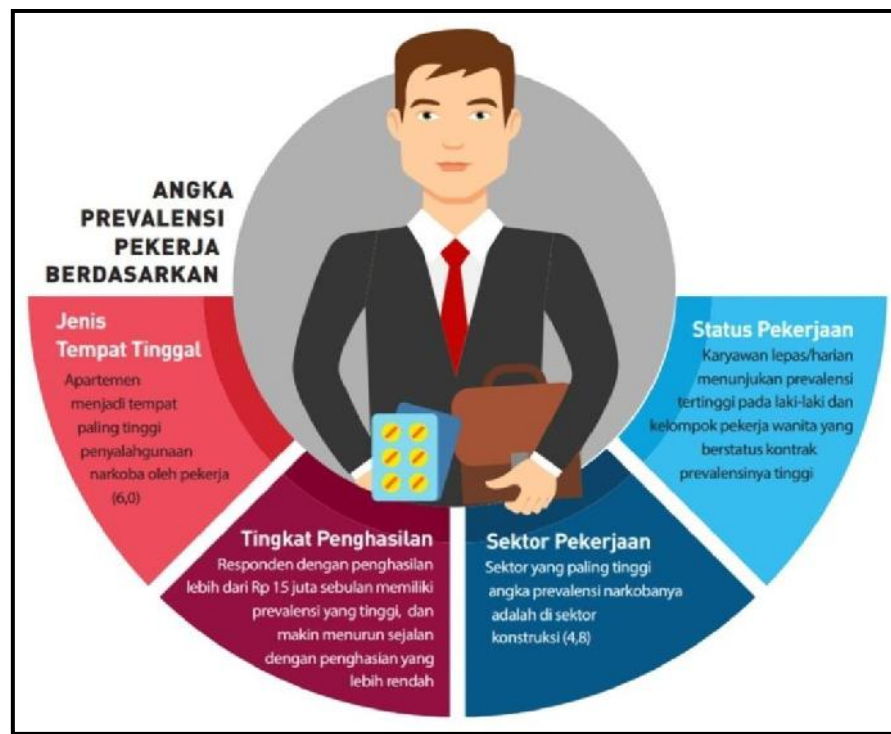 ANGKA
PREVALENSI
PEKERJA
BERDASARKAN
Jenis
Tempat Tinggal
Apartemen
menjadi tempat
paling tinggi
penyalahgunaan
narkoba oleh pekerja
(6,0)
Tingkat Penghasilan
Responden dengan penghasilan
lebih dari Rp 15 juta sebulan memiliki
prevalensi yang tinggi, dan
makin menurun sejalan
dengan penghasian yang
lebih rendah
Sektor Pekerjaan
Sektor yang paling tinggi
angka prevalensi narkobanya
adalah di sektor
konstruksi (4,8)
Status Pekerjaan
Karyawan lepas/harian
menunjukan prevalensi
tertinggi pada laki-laki dan
kelompok pekerja wanita yang
berstatus kontrak
prevalensinya tinggi